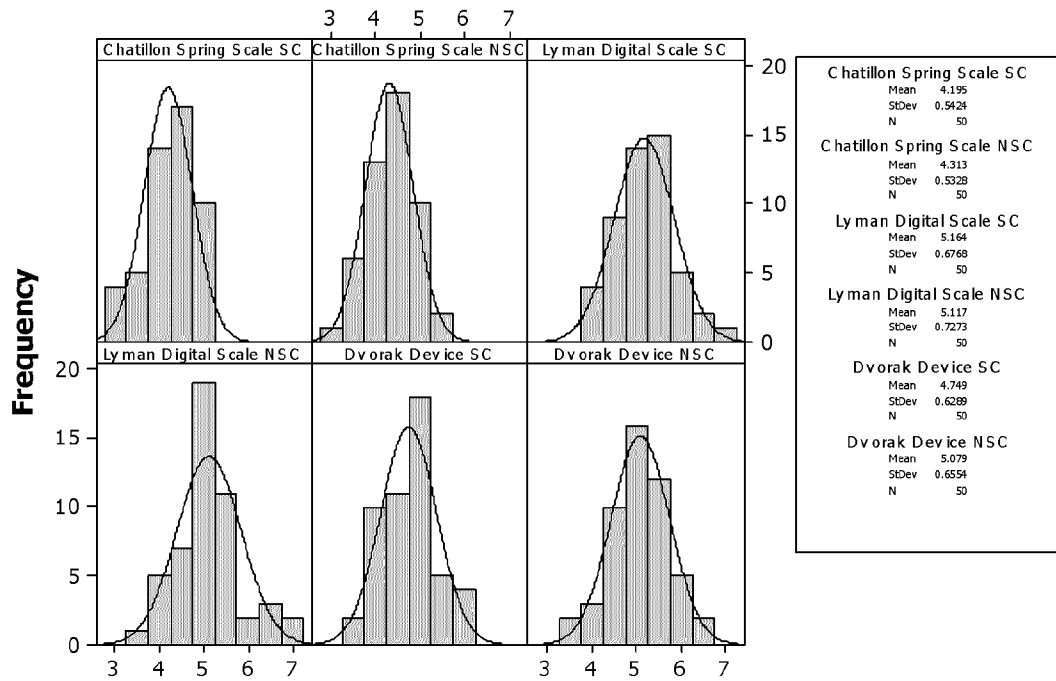 3 4 5 6 7
Chatillon Spring Scale SC
Chatillon Spring Scale NSC
Lyman Digital Scale SC
20
15
10
5
0
Frequency
Lyman Digital Scale NSC
Dvorak Device SC
Dvorak Device NSC
20
15
10
5
0
3 4 5 6 7
3 4 5 6 7
Chatillon Spring Scale SC
Mean 4.195
StDev 0.5424
N 50
Chatillon Spring Scale NSC
Mean 4.313
StDev 0.5328
N 50
Lyman Digital Scale SC
Mean 5.164
StDev 0.6768
N 50
Lyman Digital Scale NSC
Mean 5.117
StDev 0.7273
N 50
Dvorak Device SC
Mean 4.749
StDev 0.6289
N 50
Dvorak Device NSC
Mean 5.079
StDev 0.6554
N 50